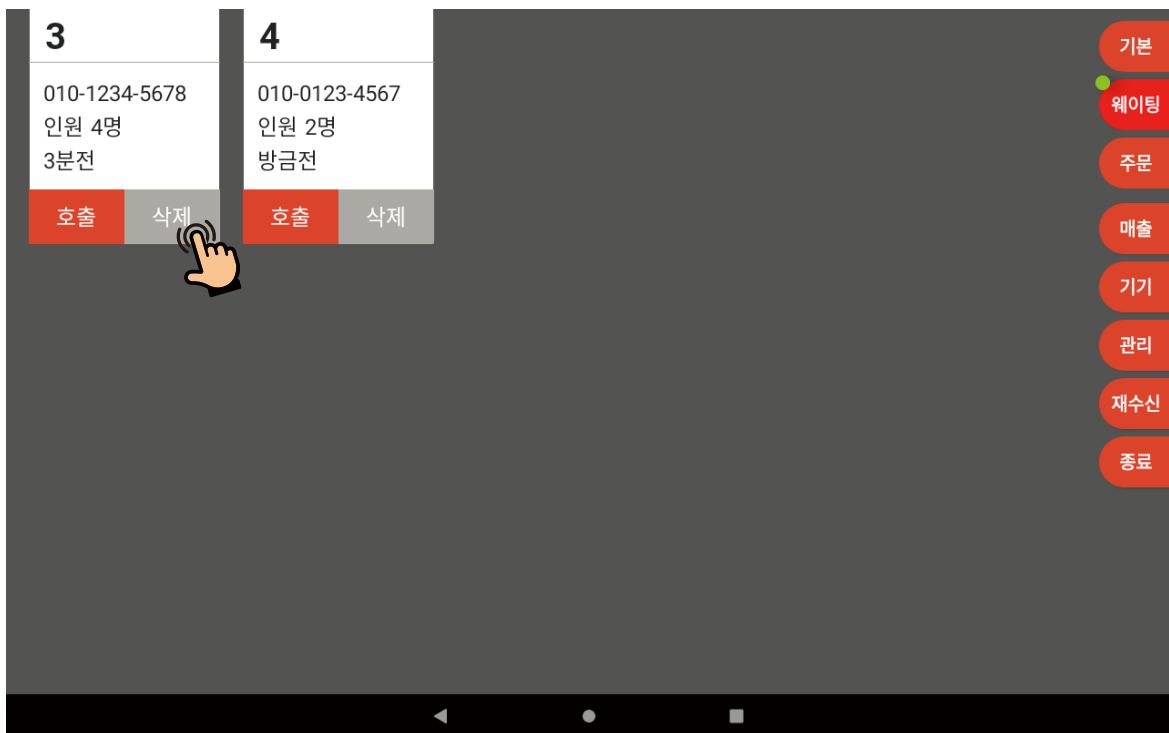 3
010-1234-5678
인원 4명
3분전
호출 삭제
4
010-0123-4567
인원 2명
방금전
호출 삭제
기본
웨이팅
주문
매출
기기
관리
재수신
종료